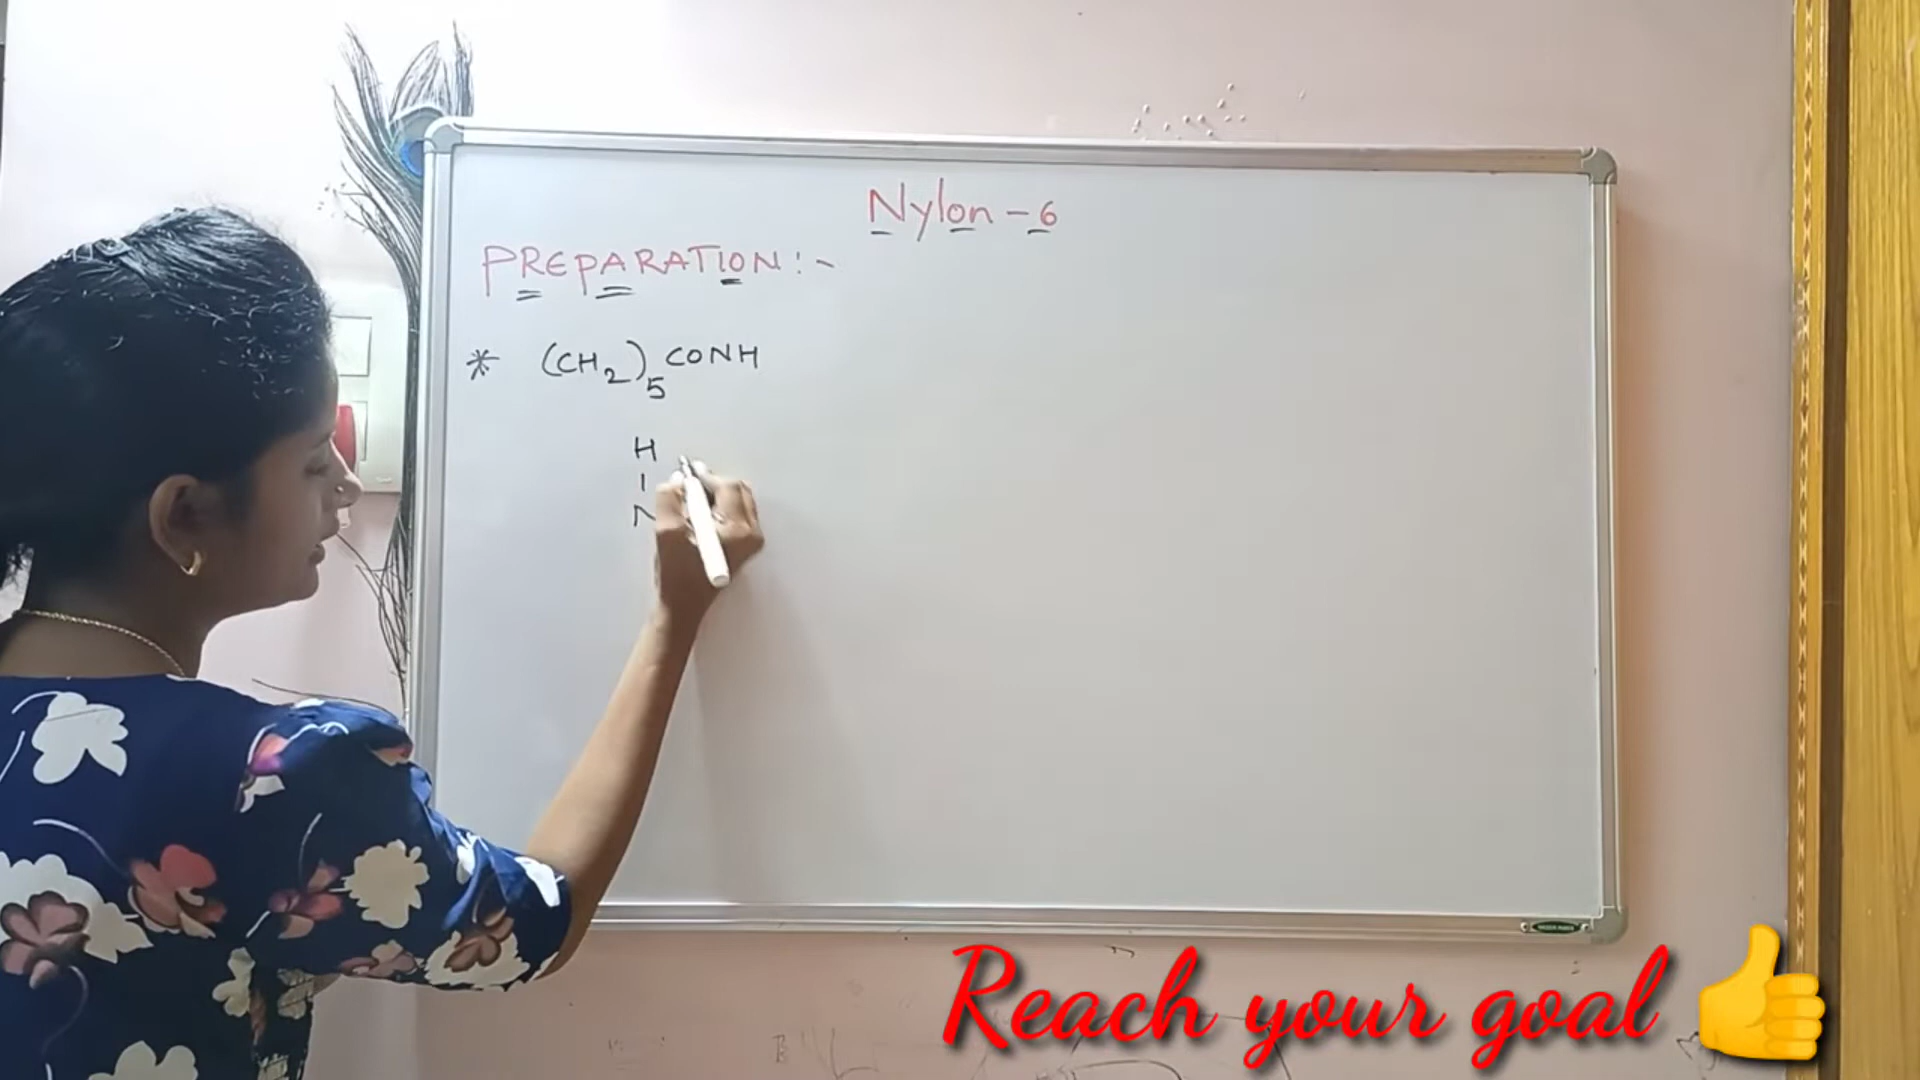 Nylon - 6
PREPARATION :-
* (CH2)5 CONH
H
|
N
Reach your goal 👍